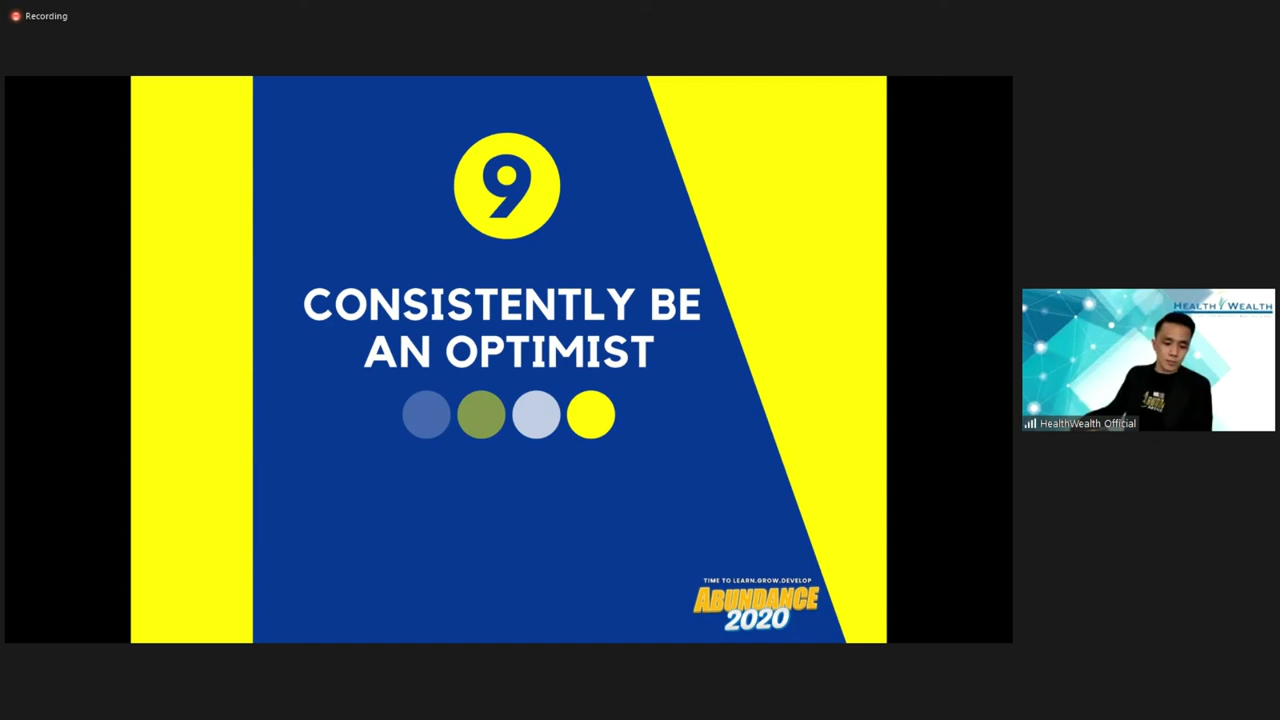 Recording
9
CONSISTENTLY BE
AN OPTIMIST
TIME TO LEARN.GROW.DEVELOP
ABUNDANCE
2020
HEALTH WEALTH
HealthWealth Official